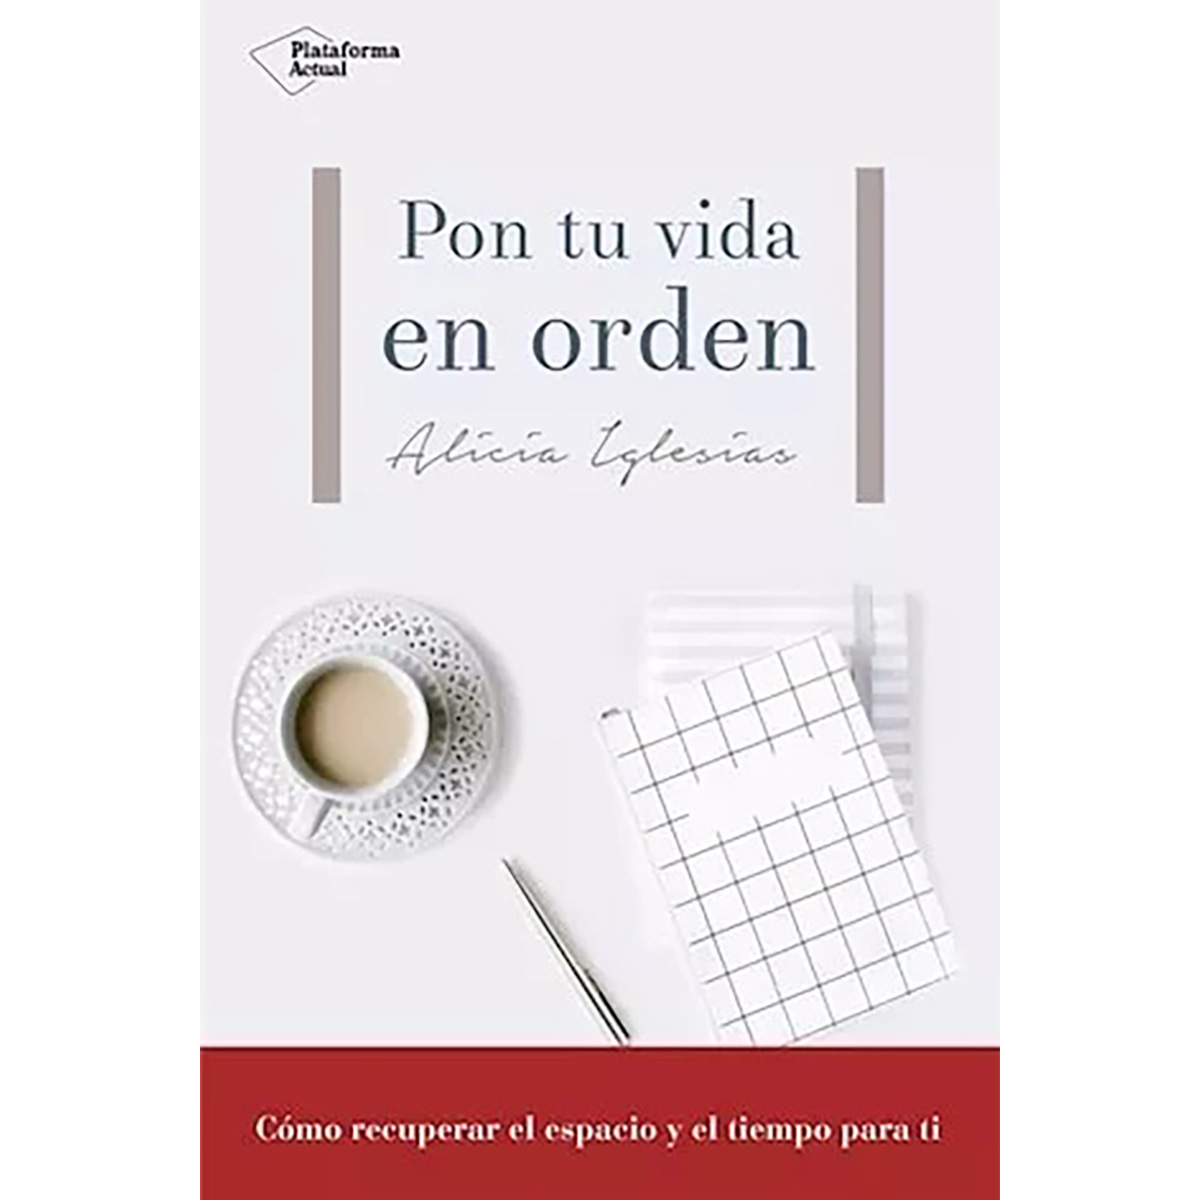 Plataforma
Actual
Pon tu vida
en orden
Alicia Iglesias
Cómo recuperar el espacio y el tiempo para ti